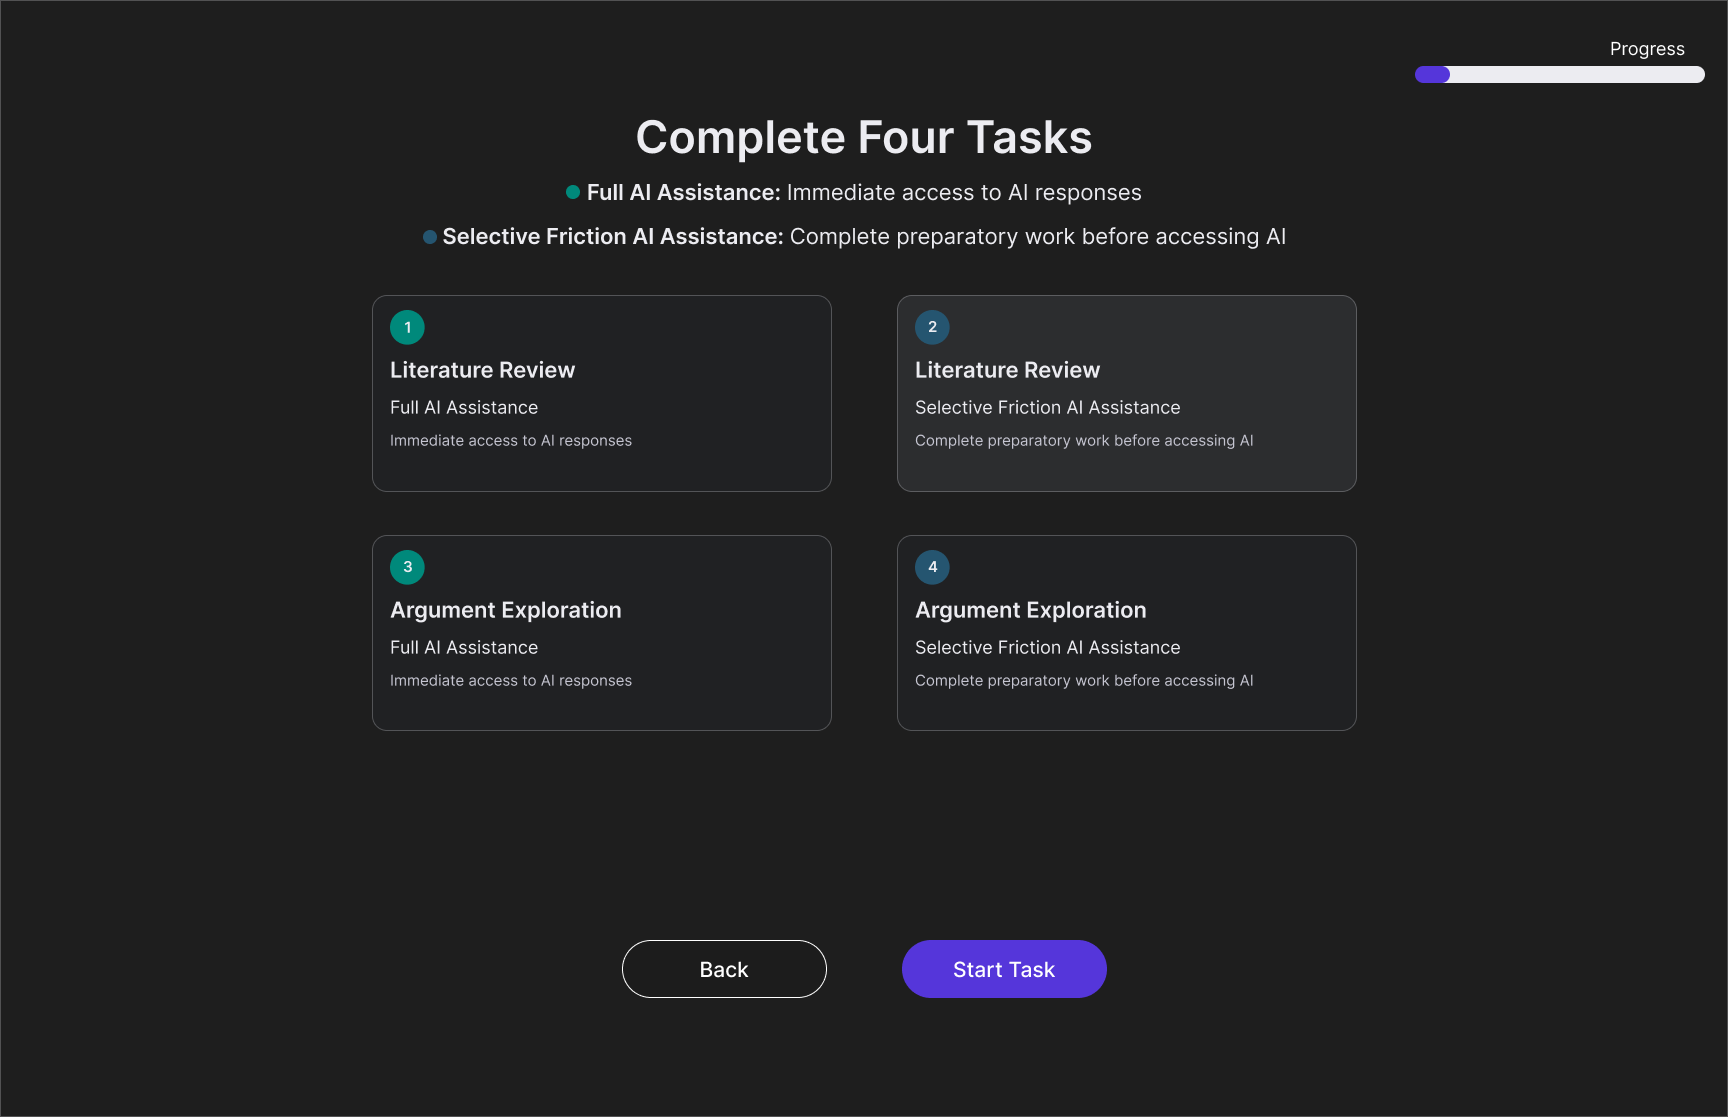 Progress
Complete Four Tasks
Full AI Assistance: Immediate access to AI responses
Selective Friction AI Assistance: Complete preparatory work before accessing AI
1
Literature Review
Full AI Assistance
Immediate access to AI responses
2
Literature Review
Selective Friction AI Assistance
Complete preparatory work before accessing AI
3
Argument Exploration
Full AI Assistance
Immediate access to AI responses
4
Argument Exploration
Selective Friction AI Assistance
Complete preparatory work before accessing AI
Back
Start Task